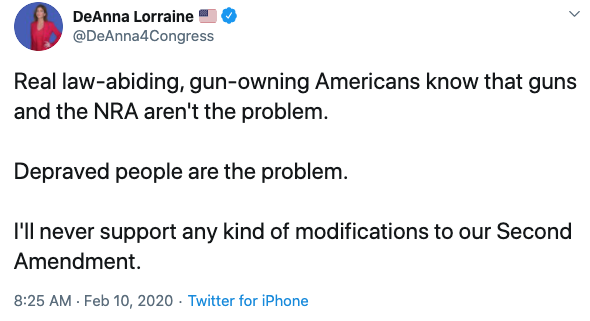 DeAnna Lorraine 🇺🇸
@DeAnna4Congress
Real law-abiding, gun-owning Americans know that guns
and the NRA aren't the problem.
Depraved people are the problem.
I'll never support any kind of modifications to our Second
Amendment.
8:25 AM · Feb 10, 2020 · Twitter for iPhone